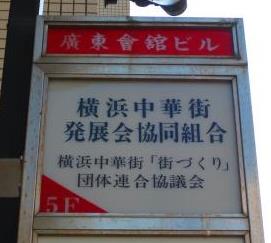 廣東會館ビル
横浜中華街
発展会協同組合
横浜中華街「街づくり」
団体連合協議会
5F